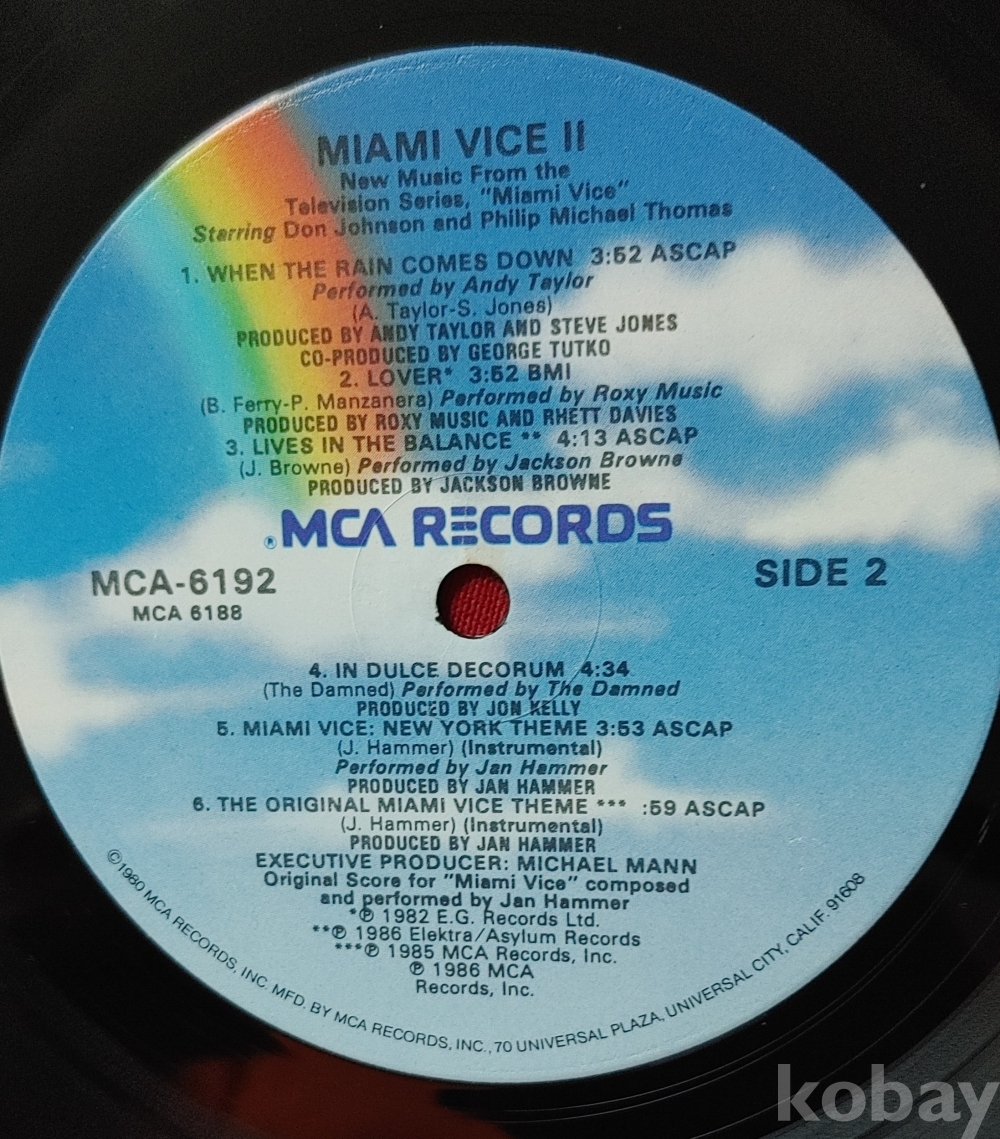 MIAMI VICE II
New Music From the
Television Series, "Miami Vice"
Starring Don Johnson and Philip Michael Thomas
1. WHEN THE RAIN COMES DOWN 3:52 ASCAP
Performed by Andy Taylor
(A. Taylor-S. Jones)
PRODUCED BY ANDY TAYLOR AND STEVE JONES
CO-PRODUCED BY GEORGE TUTKO
2. LOVER* 3:52 BMI
(B. Ferry-P. Manzanera) Performed by Roxy Music
PRODUCED BY ROXY MUSIC AND RHETT DAVIES
3. LIVES IN THE BALANCE ** 4:13 ASCAP
(J. Browne) Performed by Jackson Browne
PRODUCED BY JACKSON BROWNE
® MCA RECORDS
MCA-6192
MCA 6188
SIDE 2
4. IN DULCE DECORUM 4:34
(The Damned) Performed by The Damned
PRODUCED BY JON KELLY
5. MIAMI VICE: NEW YORK THEME 3:53 ASCAP
(J. Hammer) (Instrumental)
Performed by Jan Hammer
PRODUCED BY JAN HAMMER
6. THE ORIGINAL MIAMI VICE THEME *** :59 ASCAP
(J. Hammer) (Instrumental)
PRODUCED BY JAN HAMMER
EXECUTIVE PRODUCER: MICHAEL MANN
Original Score for "Miami Vice" composed
and performed by Jan Hammer
*℗ 1982 E.G. Records Ltd.
**℗ 1986 Elektra/Asylum Records
***℗ 1985 MCA Records, Inc.
℗ 1986 MCA
Records, Inc.
©1980 MCA RECORDS, INC. MFD. BY MCA RECORDS, INC., 70 UNIVERSAL PLAZA, UNIVERSAL CITY, CALIF. 91608
kobay